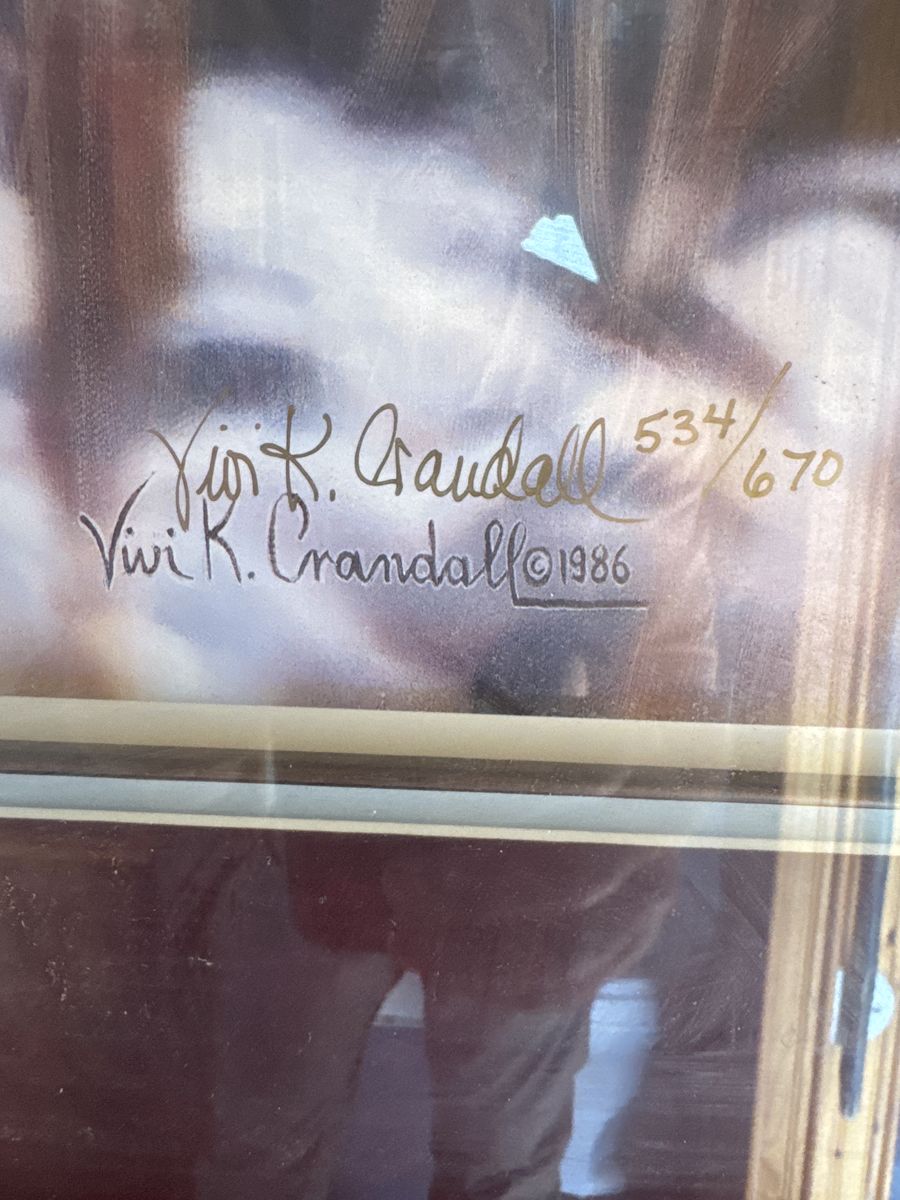 Vivi K. Crandall 534/670
Vivi K. Crandall © 1986